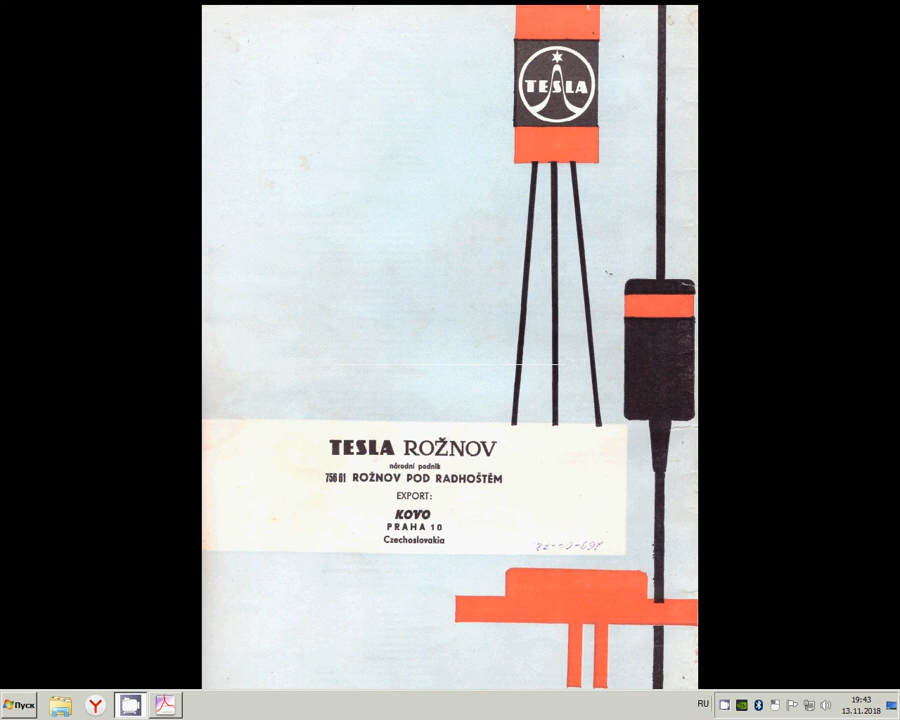 TESLA
TESLA ROŽNOV
národní podnik
756 61 ROŽNOV POD RADHOŠTĚM
EXPORT:
KOVO
PRAHA 10
Czechoslovakia
Пуск
RU
19:43
13.11.2018